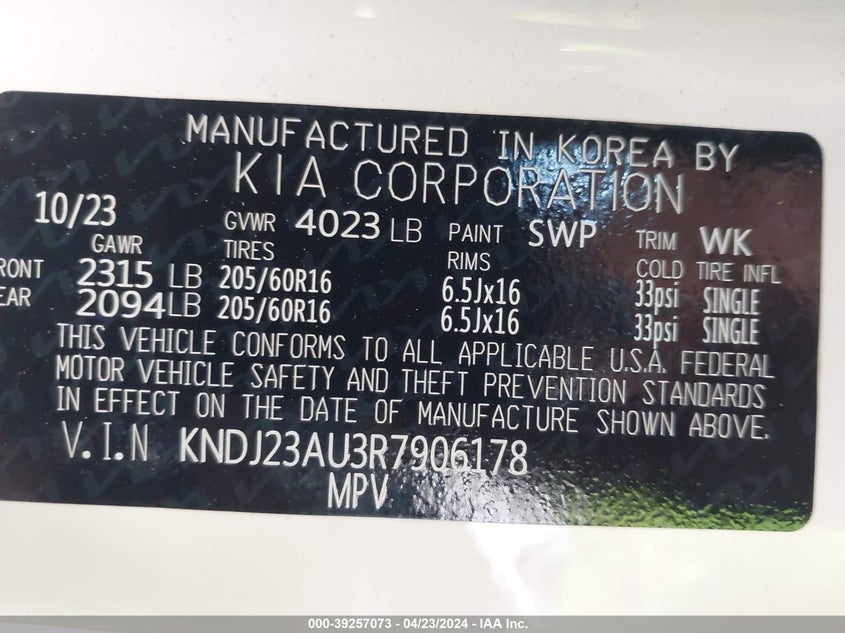 MANUFACTURED IN KOREA BY
KIA CORPORATION
10/23 GVWR 4023 LB PAINT SWP TRIM WK
GAWR TIRES RIMS COLD TIRE INFL
2315 LB 205/60R16 6.5Jx16 33psi SINGLE
2094 LB 205/60R16 6.5Jx16 33psi SINGLE
THIS VEHICLE CONFORMS TO ALL APPLICABLE U.S.A. FEDERAL
MOTOR VEHICLE SAFETY AND THEFT PREVENTION STANDARDS
IN EFFECT ON THE DATE OF MANUFACTURE SHOWN ABOVE.
V.I.N KNDJ23AU3R7906178
MPV
000-39257073 / 04/23/2024 - IAA Inc.